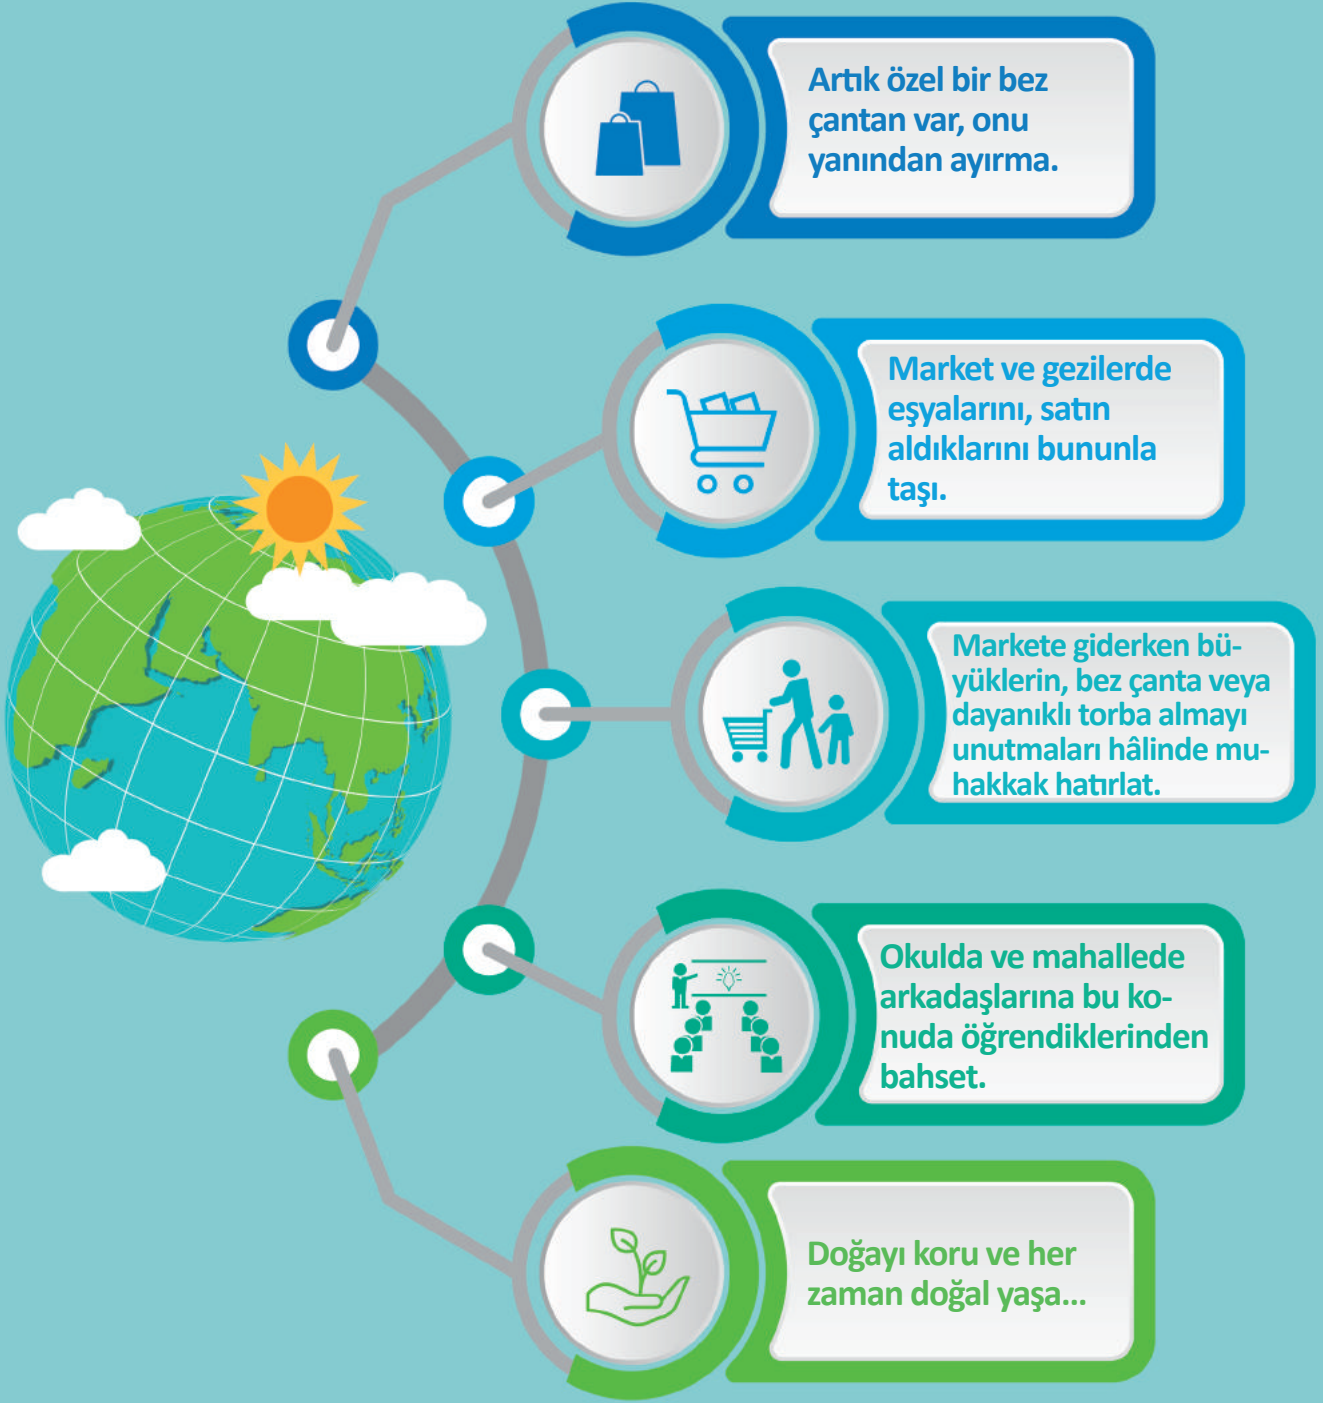 Artık özel bir bez
çantan var, onu
yanından ayırma.
Market ve gezilerde
eşyalarını, satın
aldıklarını bununla
taşı.
Markete giderken bü-
yüklerin, bez çanta veya
dayanıklı torba almayı
unutmaları hâlinde mu-
hakkak hatırlat.
Okulda ve mahallede
arkadaşlarına bu ko-
nuda öğrendiklerinden
bahset.
Doğayı koru ve her
zaman doğal yaşa...